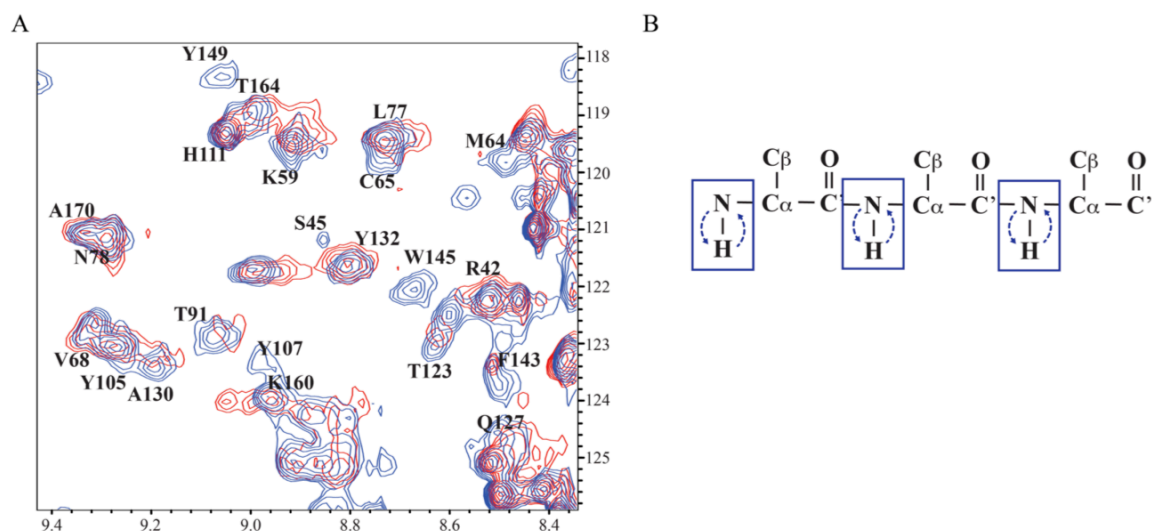 A
B
Y149
118
T164
119
L77
M64
H111
K59
C65
120
A170
S45
121
N78
Y132
W145
R42
122
T91
V68
Y107
F143
123
Y105
T123
A130
K160
124
Q127
125
9.4 9.2 9.0 8.8 8.6 8.4
Cβ O Cβ O Cβ O
N Cα C' N Cα C' N Cα C'
H H H